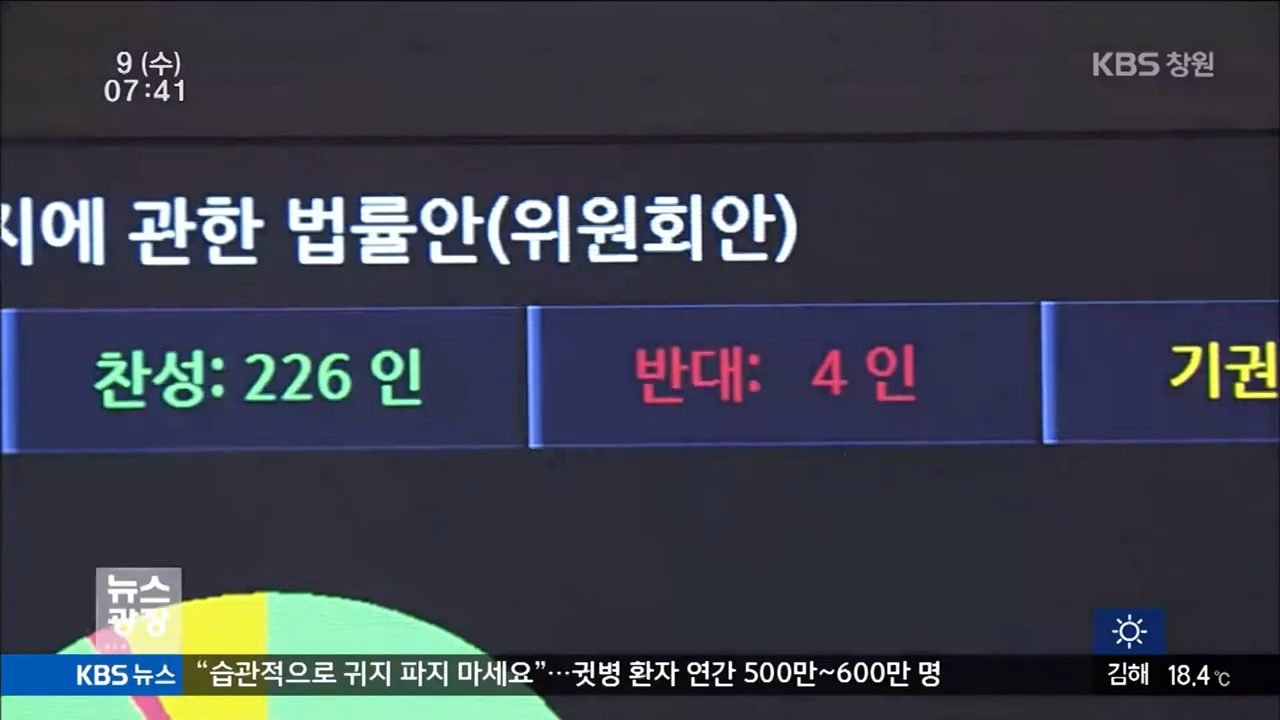 9 (수)
07:41
KBS 창원
시에 관한 법률안(위원회안)
찬성: 226 인
반대: 4 인
기권
뉴스
광장
KBS 뉴스 “습관적으로 귀지 파지 마세요”…귓병 환자 연간 500만~600만 명
김해 18.4℃